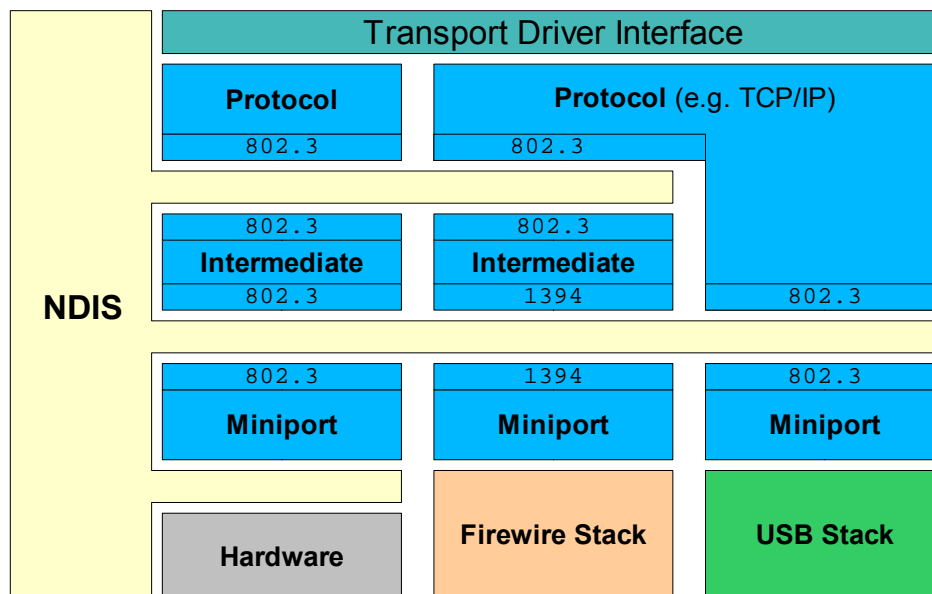 Transport Driver Interface
Protocol
Protocol (e.g. TCP/IP)
802.3
802.3
802.3
802.3
Intermediate
Intermediate
NDIS
802.3
1394
802.3
802.3
1394
802.3
Miniport
Miniport
Miniport
Firewire Stack
USB Stack
Hardware